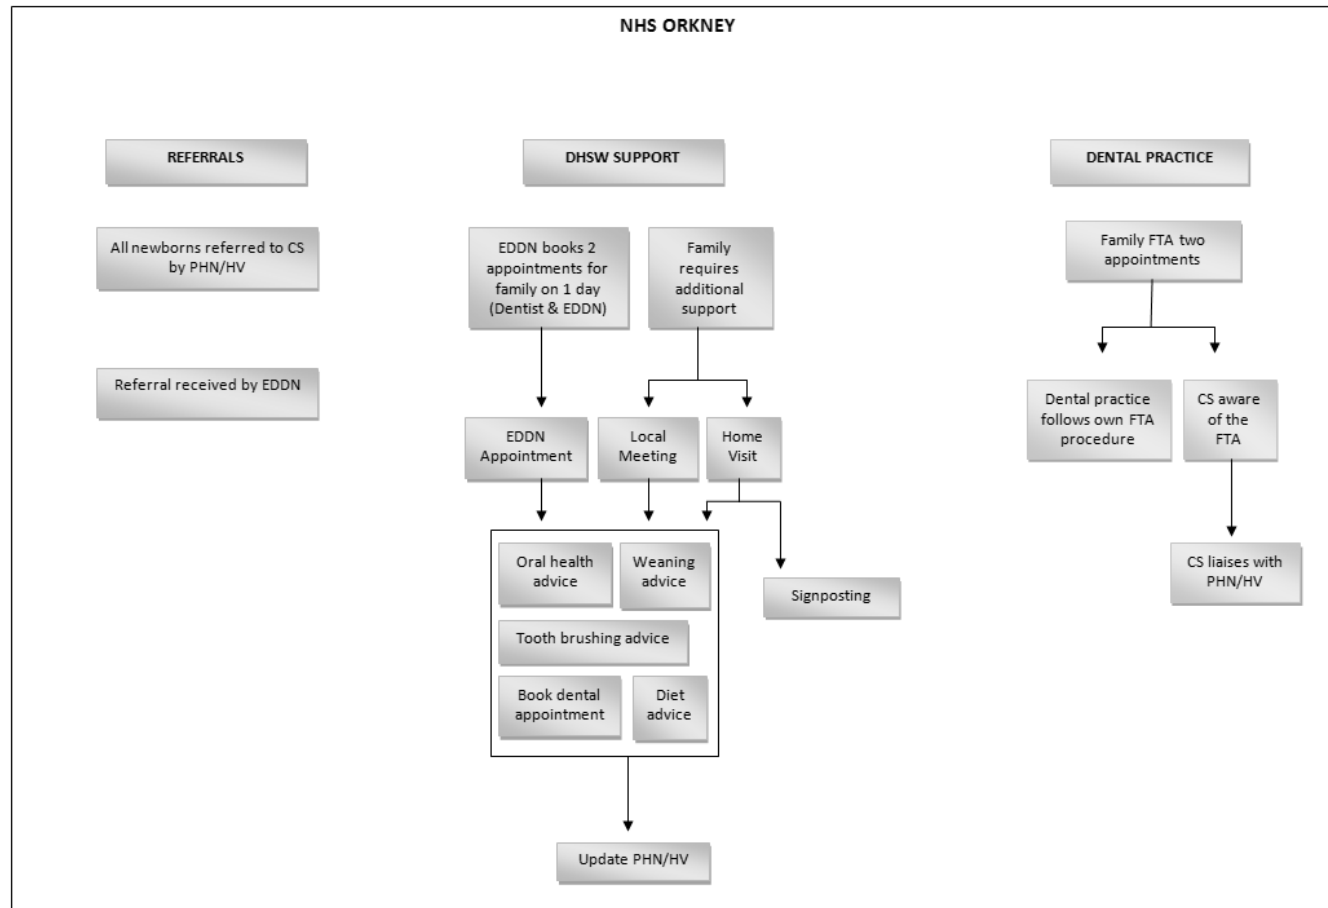 NHS ORKNEY
REFERRALS
All newborns referred to CS
by PHN/HV
Referral received by EDDN
DHSW SUPPORT
EDDN books 2
appointments for
family on 1 day
(Dentist & EDDN)
Family
requires
additional
support
EDDN
Appointment
Local
Meeting
Home
Visit
Oral health
advice
Weaning
advice
Tooth brushing advice
Book dental
appointment
Diet
advice
Signposting
Update PHN/HV
DENTAL PRACTICE
Family FTA two
appointments
Dental practice
follows own FTA
procedure
CS aware
of the
FTA
CS liaises with
PHN/HV